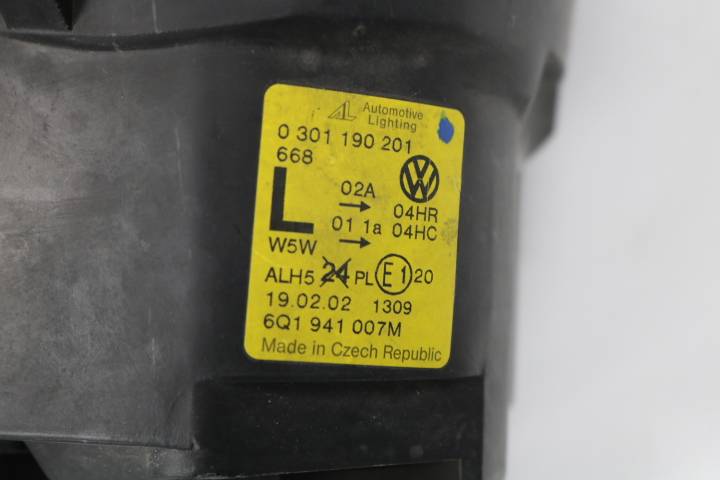 AL Automotive Lighting
0 301 190 201
668
L
02A → 04HR
01 1a → 04HC
W5W
ALH5 24 PL E1 20
19.02.02 1309
6Q1 941 007M
Made in Czech Republic